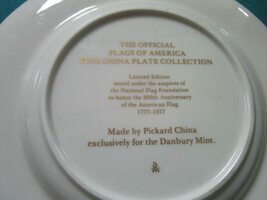 THE OFFICIAL
FLAGS OF AMERICA
FINE CHINA PLATE COLLECTION
Limited Edition
issued under the auspices of
the National Flag Foundation
to honor the 200th Anniversary
of the American Flag.
1777-1977
Made by Pickard China
exclusively for the Danbury Mint.